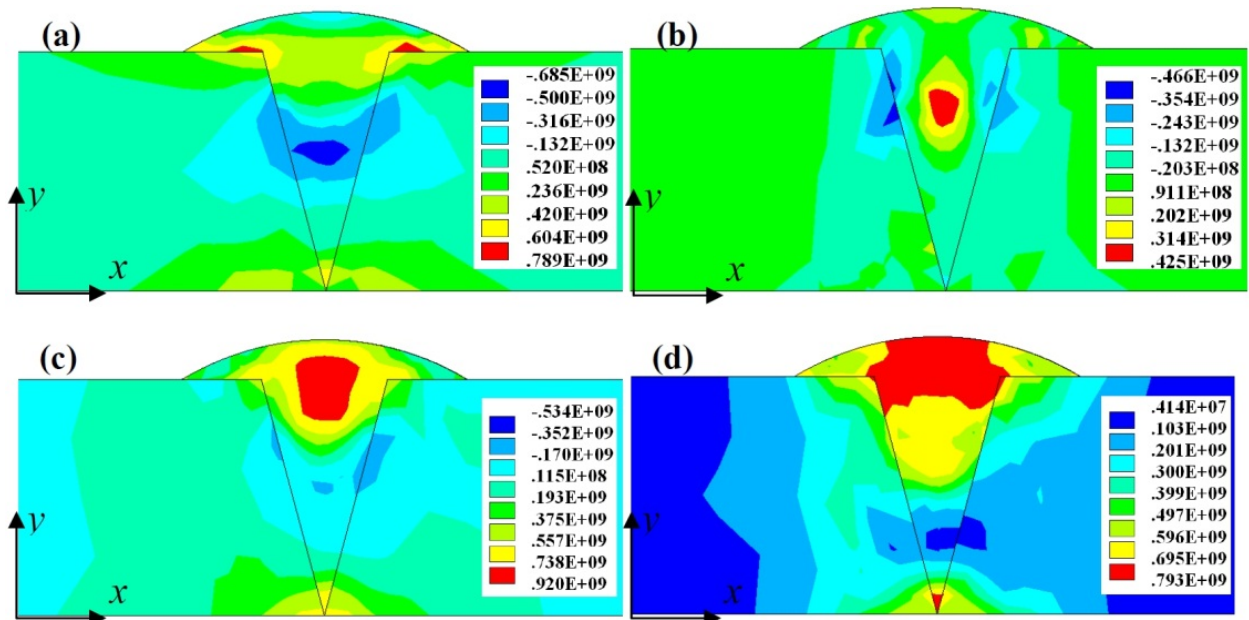 (a)
-.685E+09
-.500E+09
-.316E+09
-.132E+09
.520E+08
.236E+09
.420E+09
.604E+09
.789E+09
y
x
(b)
-.466E+09
-.354E+09
-.243E+09
-.132E+09
-.203E+08
.911E+08
.202E+09
.314E+09
.425E+09
y
x
(c)
-.534E+09
-.352E+09
-.170E+09
.115E+08
.193E+09
.375E+09
.557E+09
.738E+09
.920E+09
y
x
(d)
.414E+07
.103E+09
.201E+09
.300E+09
.399E+09
.497E+09
.596E+09
.695E+09
.793E+09
y
x